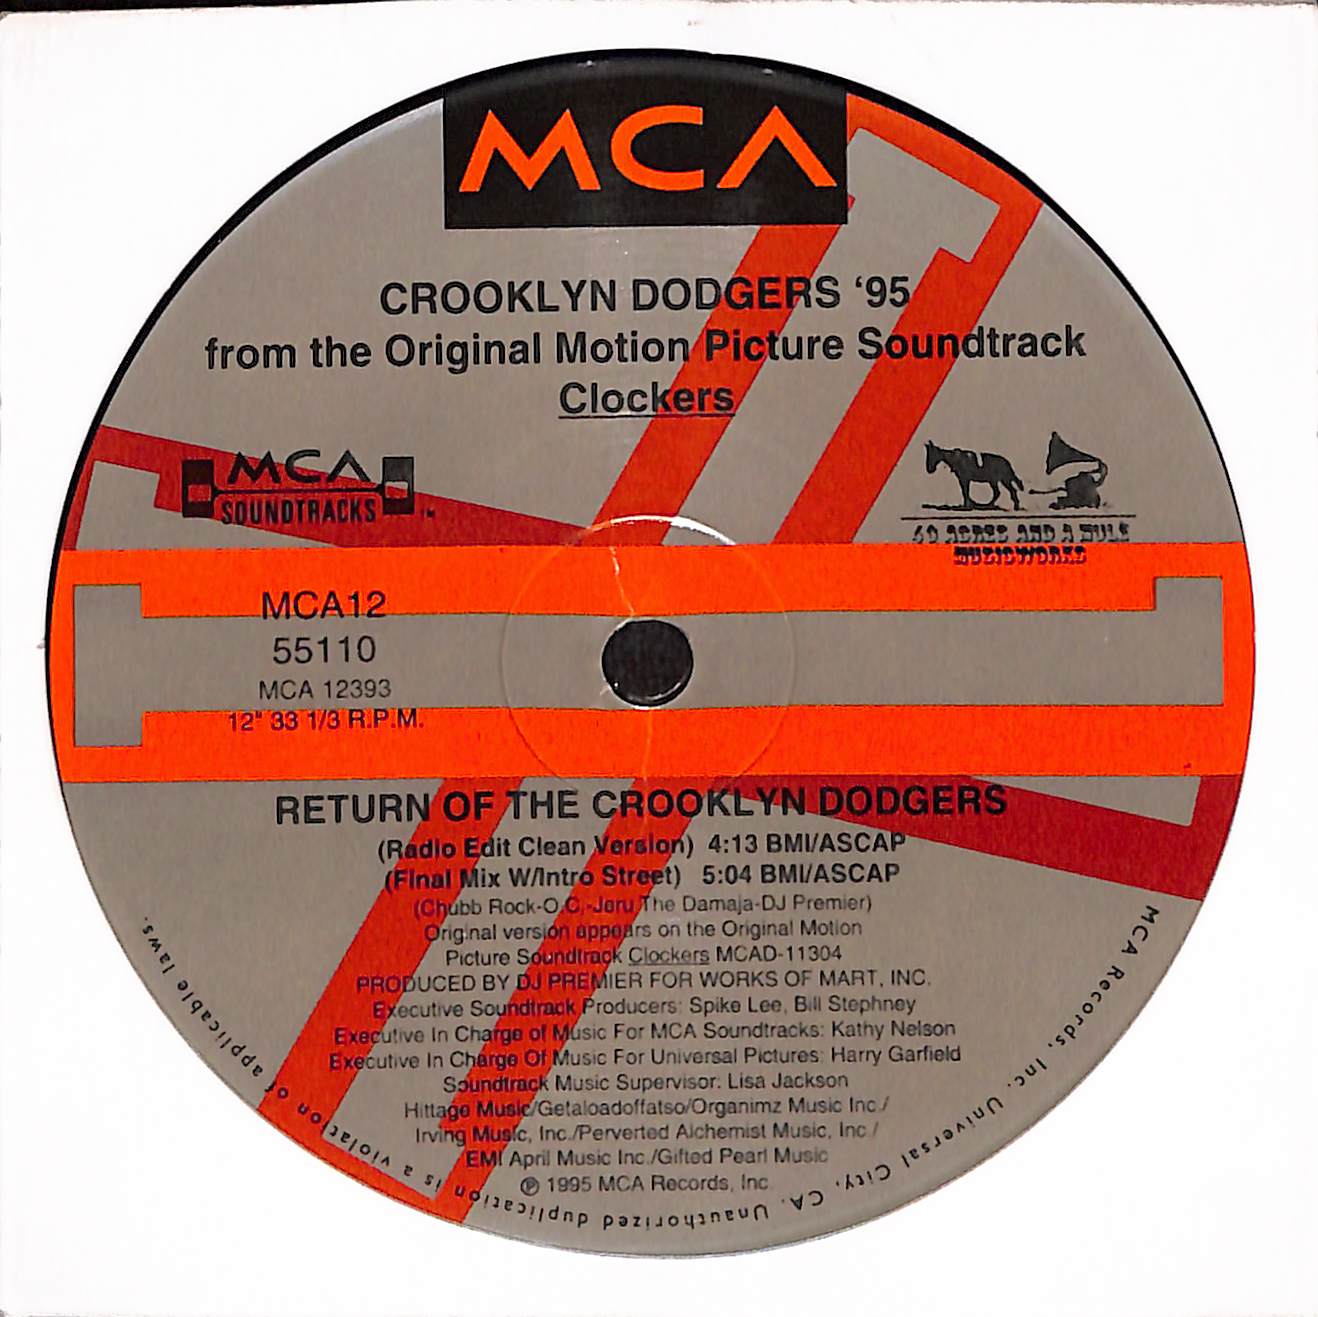 MCA
CROOKLYN DODGERS ‘95
from the Original Motion Picture Soundtrack
Clockers
MCA
SOUNDTRACKS ™
40 ACRES AND A MULE
MUSICWORKS
MCA12
55110
MCA 12393
12" 33 1/3 R.P.M.
RETURN OF THE CROOKLYN DODGERS
(Radio Edit Clean Version) 4:13 BMI/ASCAP
(Final Mix W/Intro Street) 5:04 BMI/ASCAP
(Chubb Rock-O.C.-Jeru The Damaja-DJ Premier)
Original version appears on the Original Motion
Picture Soundtrack Clockers MCAD-11304
PRODUCED BY DJ PREMIER FOR WORKS OF MART, INC.
Executive Soundtrack Producers: Spike Lee, Bill Stephney
Executive In Charge of Music For MCA Soundtracks: Kathy Nelson
Executive In Charge Of Music For Universal Pictures: Harry Garfield
Soundtrack Music Supervisor: Lisa Jackson
Hittage Music/Getaloadoffatso/Organimz Music Inc./
Irving Music, Inc./Perverted Alchemist Music, Inc./
EMI April Music Inc./Gifted Pearl Music
℗ 1995 MCA Records, Inc.
MCA Records, Inc. Universal City, CA. Unauthorized duplication is a violation of applicable laws.